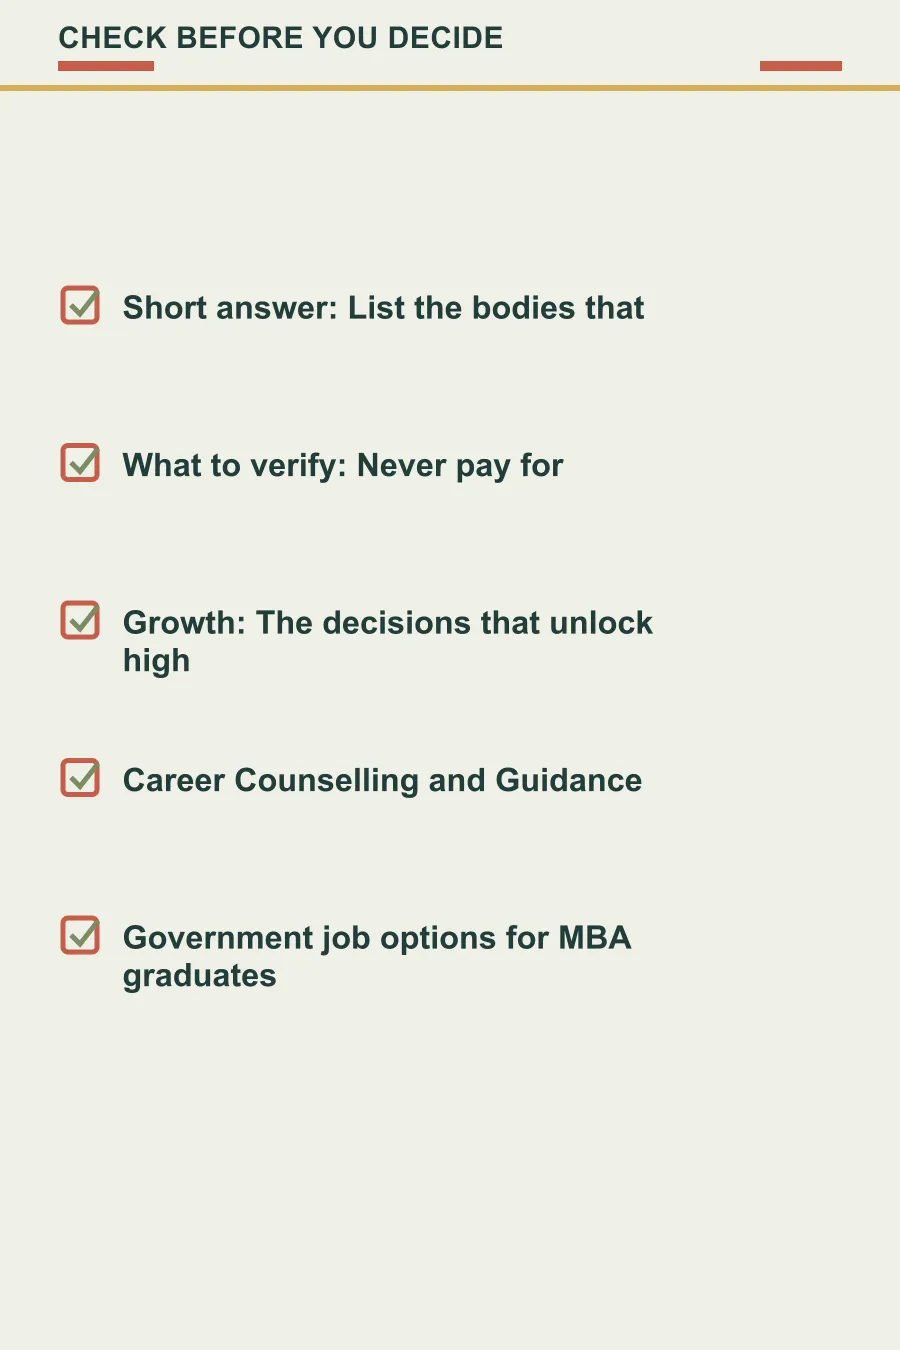 CHECK BEFORE YOU DECIDE
Short answer: List the bodies that
What to verify: Never pay for
Growth: The decisions that unlock
high
Career Counselling and Guidance
Government job options for MBA
graduates